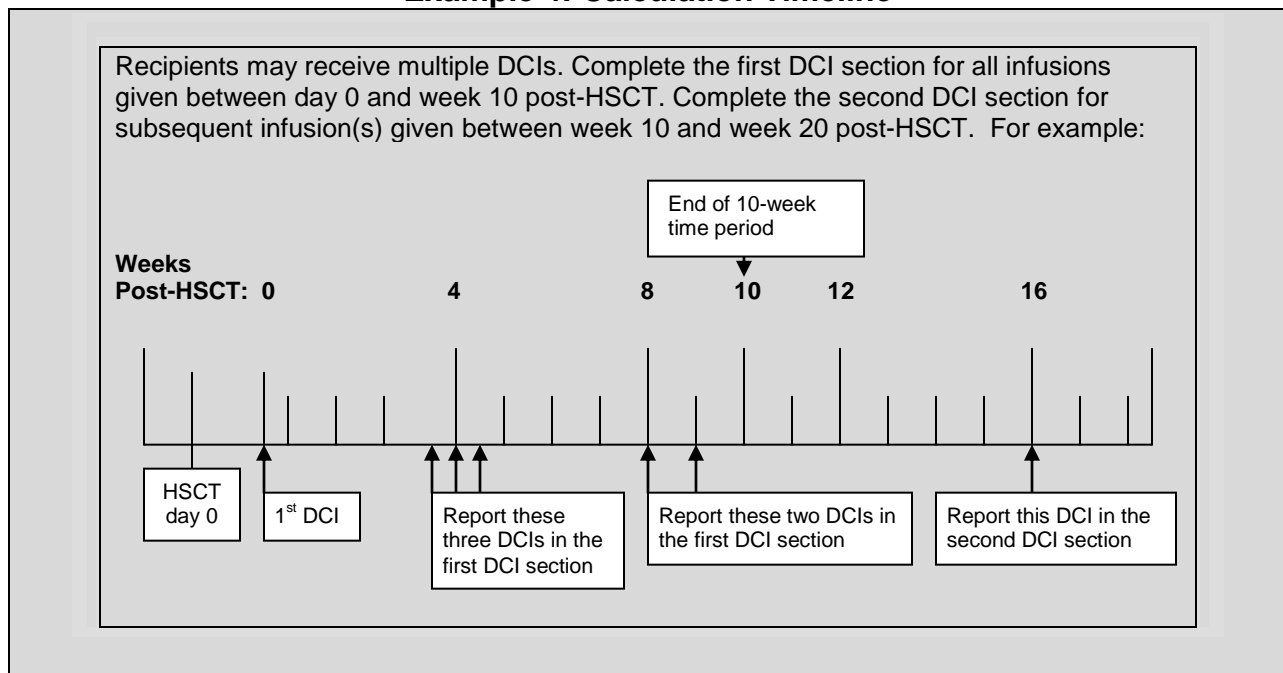 Recipients may receive multiple DCIs. Complete the first DCI section for all infusions
given between day 0 and week 10 post-HSCT. Complete the second DCI section for
subsequent infusion(s) given between week 10 and week 20 post-HSCT. For example:
End of 10-week
time period
Weeks
Post-HSCT: 0 4 8 10 12 16
HSCT
day 0
1st DCI
Report these
three DCIs in the
first DCI section
Report these two DCIs in
the first DCI section
Report this DCI in the
second DCI section